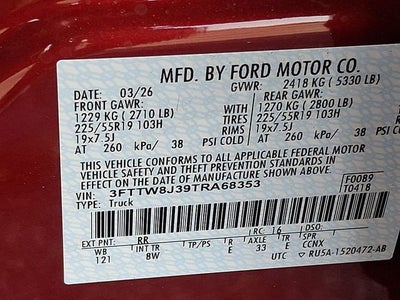 MFD. BY FORD MOTOR CO.
DATE: 03/26 GVWR: 2418 KG ( 5330 LB)
FRONT GAWR: REAR GAWR:
1229 KG ( 2710 LB) 1270 KG ( 2800 LB)
225/55R19 103H TIRES 225/55R19 103H
19x7.5J RIMS 19x7.5J
AT 260 kPa/ 38 PSI COLD AT 260 kPa/ 38 PSI COLD
THIS VEHICLE CONFORMS TO ALL APPLICABLE FEDERAL MOTOR
VEHICLE SAFETY AND THEFT PREVENTION STANDARDS IN
EFFECT ON THE DATE OF MANUFACTURE SHOWN ABOVE.
VIN: 3FTTW8J39TRA68353 F0089
TYPE: Truck T0418
EXT PNT: RR RC: 16 DSO:
WB INT TR TP/PS R AXLE TR SPR
121 8W E 33 E CCNX
UTC RU5A-1520472-AB